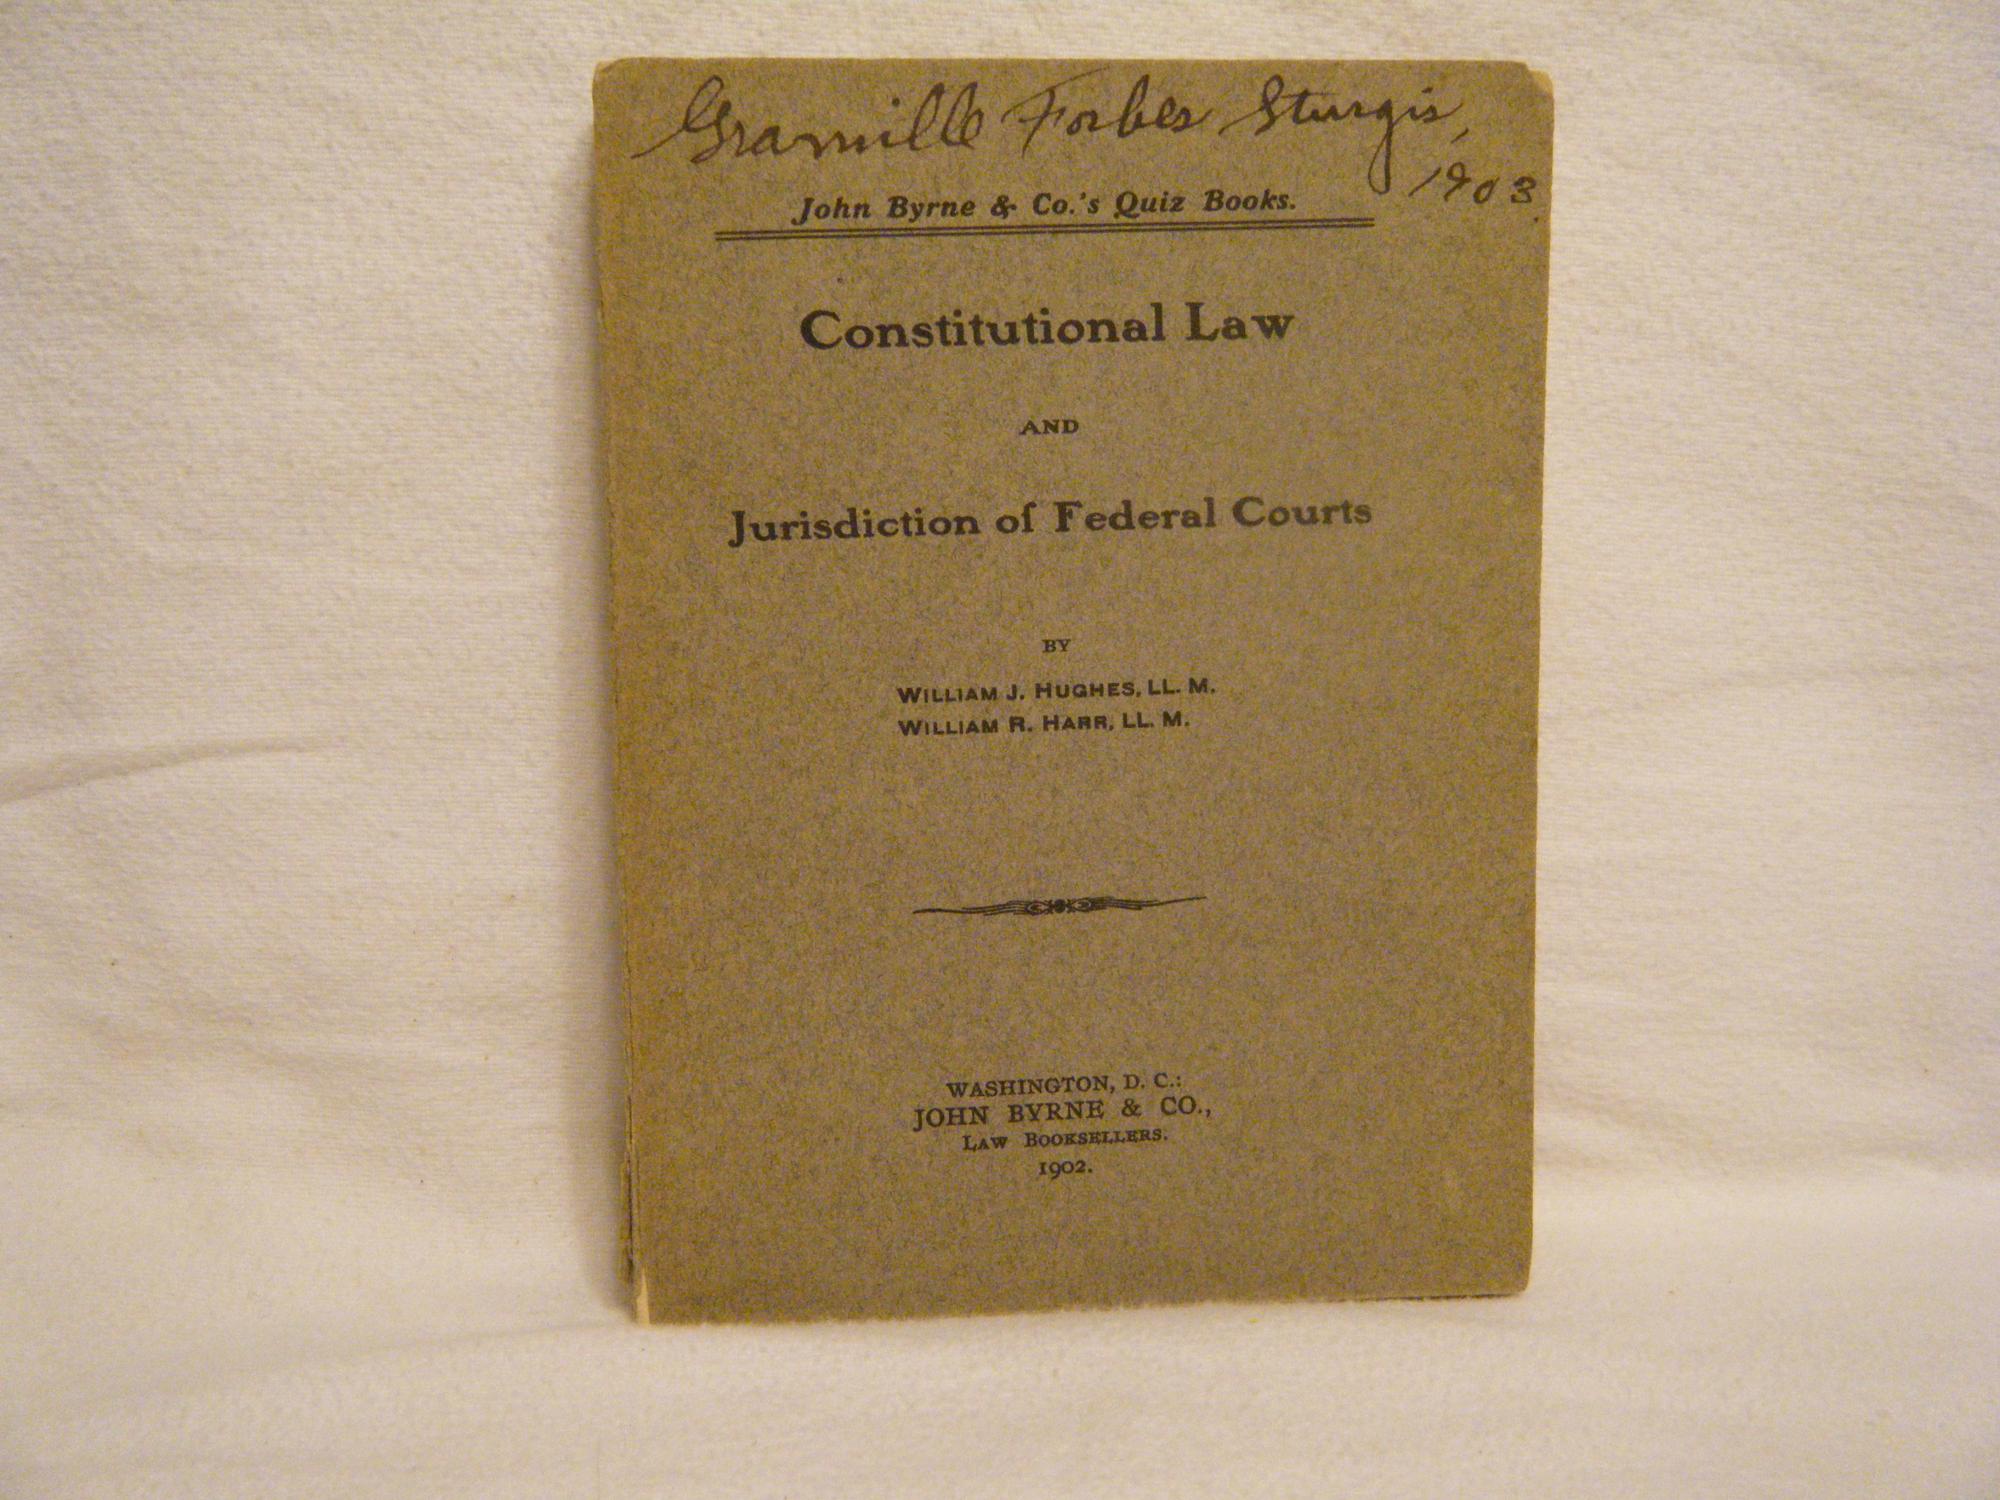 Granville Forbes Sturgis,
1903.
John Byrne & Co.'s Quiz Books.
Constitutional Law
AND
Jurisdiction of Federal Courts
BY
WILLIAM J. HUGHES, LL. M.
WILLIAM R. HARR, LL. M.
WASHINGTON, D. C.:
JOHN BYRNE & CO.,
LAW BOOKSELLERS.
1902.